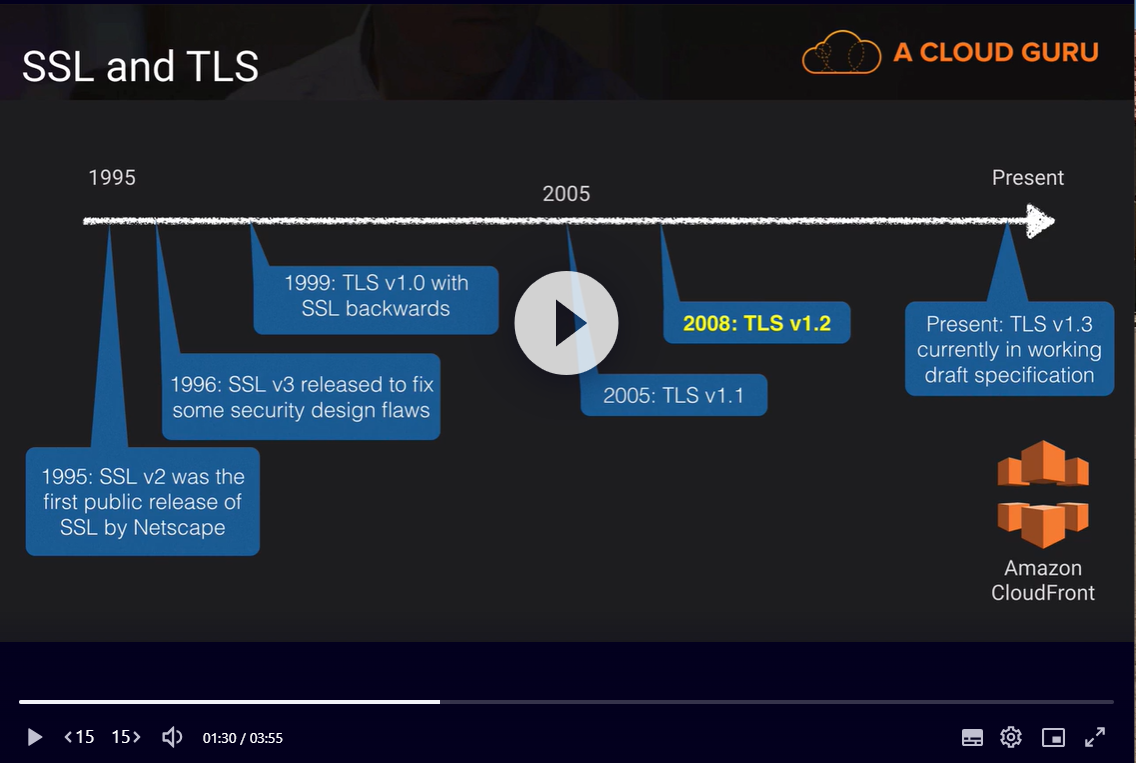 SSL and TLS
A CLOUD GURU
1995
2005
Present
1999: TLS v1.0 with
SSL backwards
2008: TLS v1.2
Present: TLS v1.3
currently in working
draft specification
1996: SSL v3 released to fix
some security design flaws
2005: TLS v1.1
1995: SSL v2 was the
first public release of
SSL by Netscape
Amazon
CloudFront
15 15 01:30 / 03:55